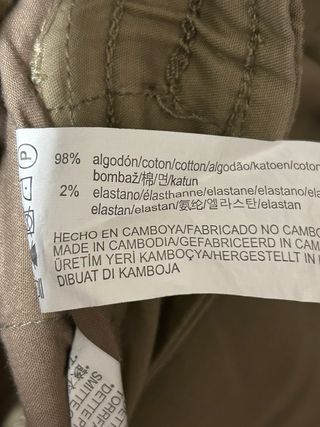 98% algodón/coton/cotton/algodão/katoen/coton
bombaž/棉/면/katun
2% elastano/élasthanne/elastane/elastano/ela
elastan/elastan/氨纶/엘라스탄/elastan
HECHO EN CAMBOYA/FABRICADO NO CAMBO
MADE IN CAMBODIA/GEFABRICEERD IN CAM
ÜRETİM YERİ KAMBOÇYA/HERGESTELLT IN
DIBUAT DI KAMBOJA
P
SMITTE
DETTE P